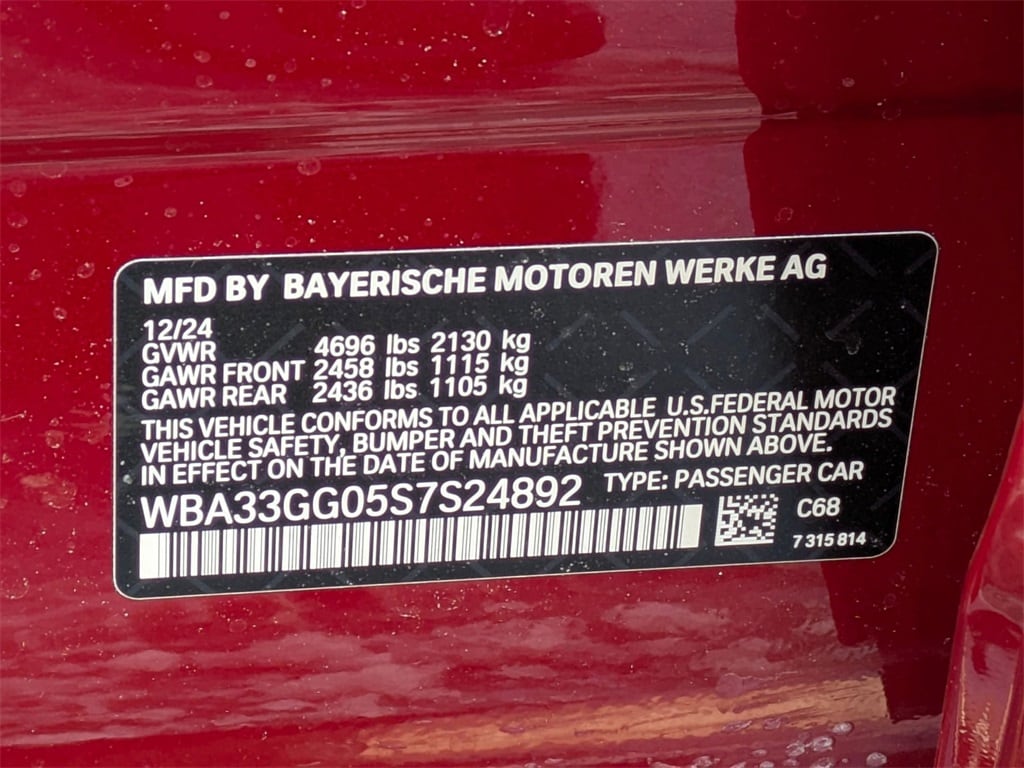 MFD BY BAYERISCHE MOTOREN WERKE AG
12/24
GVWR 4696 lbs 2130 kg
GAWR FRONT 2458 lbs 1115 kg
GAWR REAR 2436 lbs 1105 kg
THIS VEHICLE CONFORMS TO ALL APPLICABLE U.S.FEDERAL MOTOR
VEHICLE SAFETY, BUMPER AND THEFT PREVENTION STANDARDS
IN EFFECT ON THE DATE OF MANUFACTURE SHOWN ABOVE.
WBA33GG05S7S24892 TYPE: PASSENGER CAR
C68
7 315 814